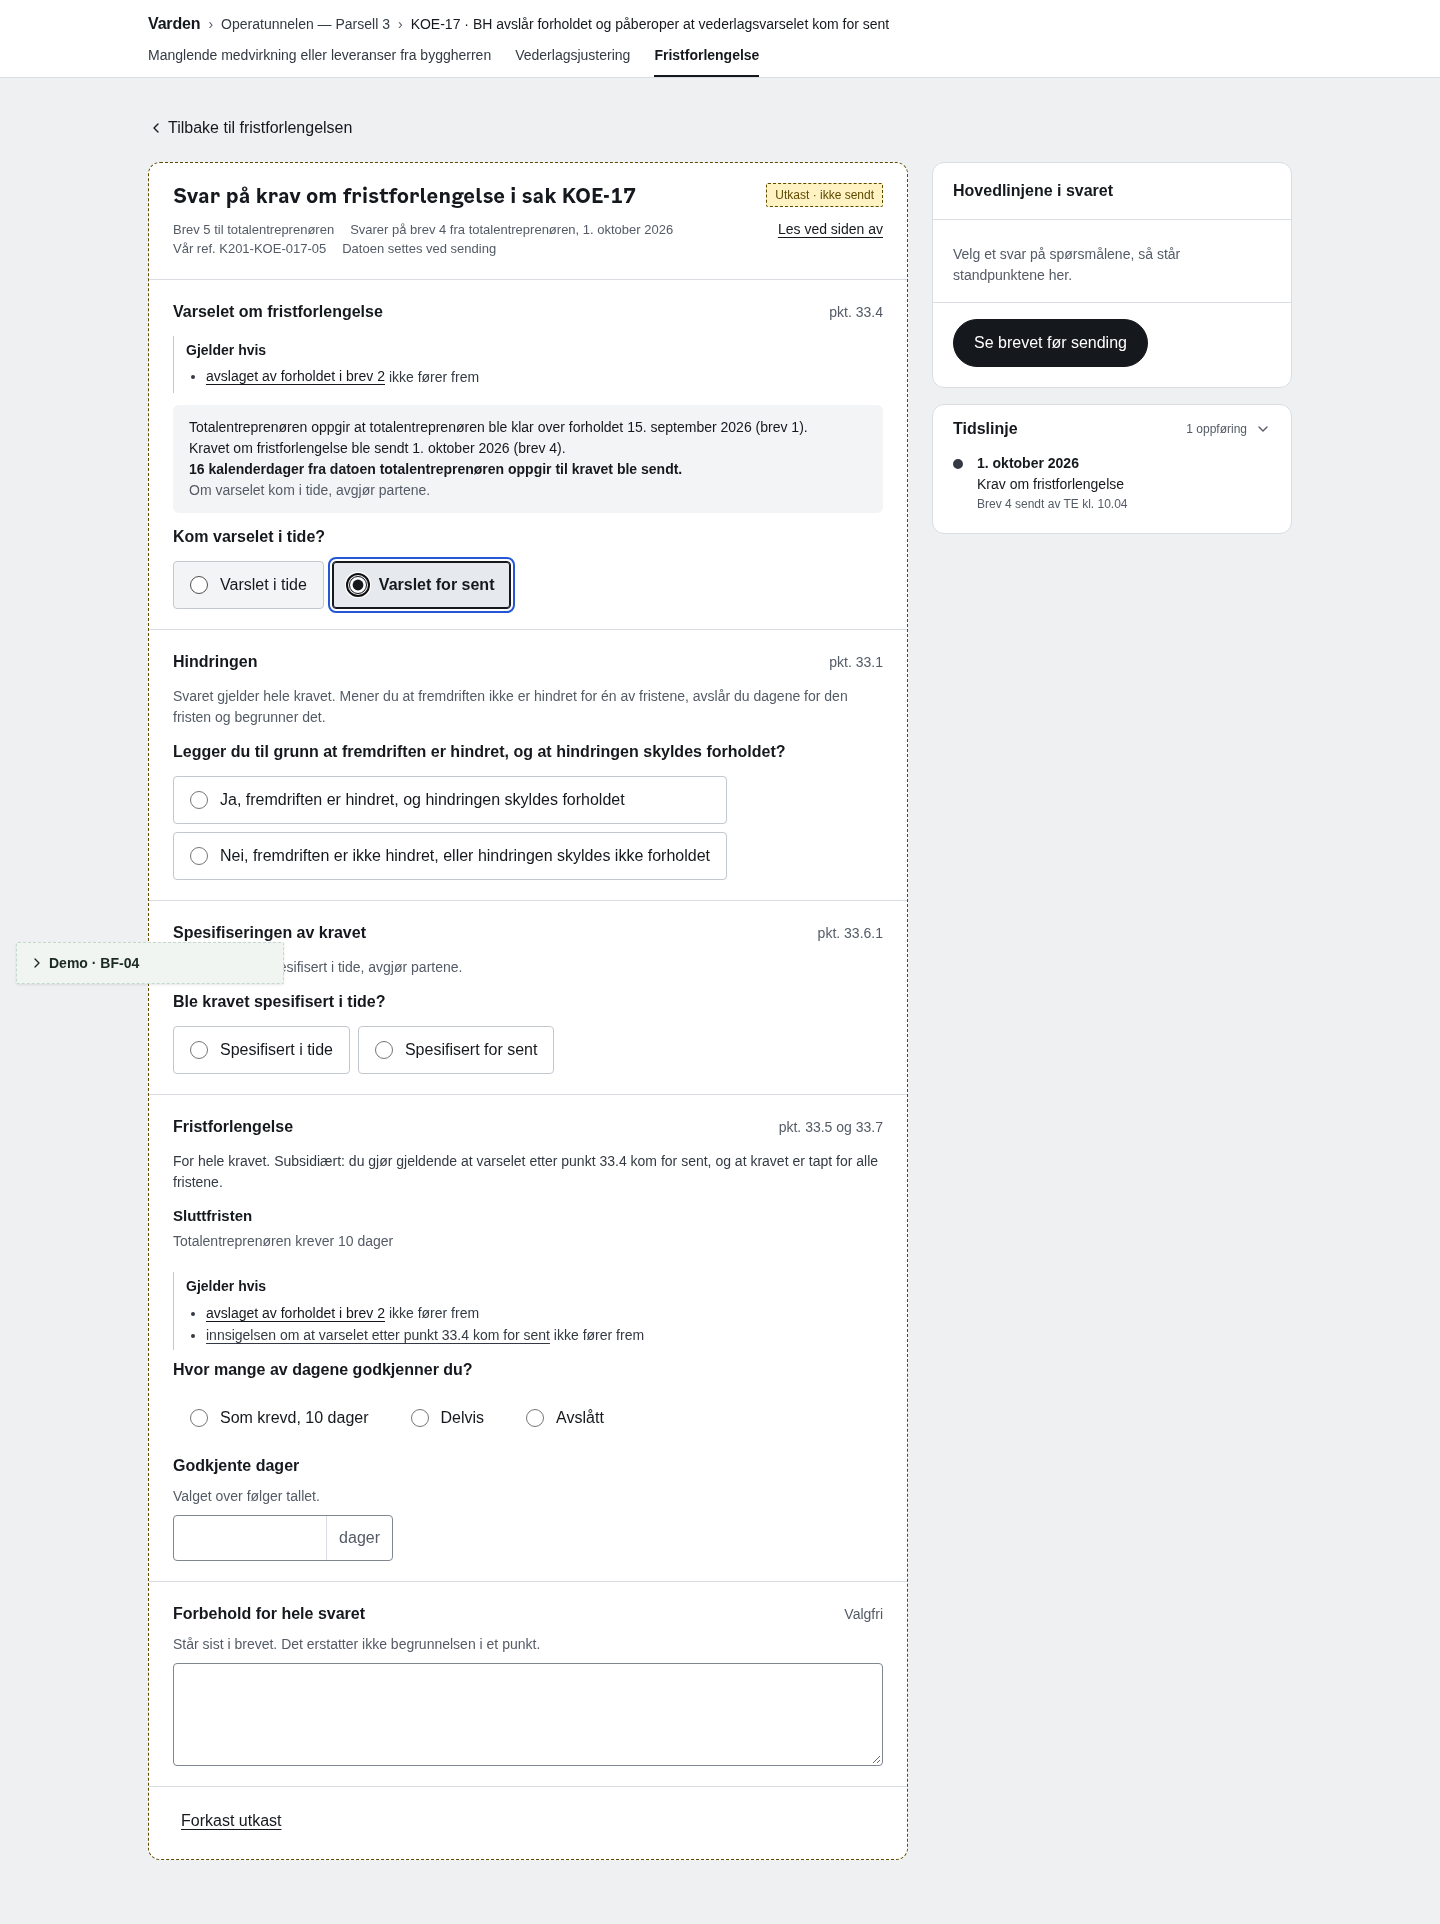 Varden › Operatunnelen — Parsell 3 › KOE-17 · BH avslår forholdet og påberoper at vederlagsvarselet kom for sent
Manglende medvirkning eller leveranser fra byggherren Vederlagsjustering Fristforlengelse
Tilbake til fristforlengelsen
Svar på krav om fristforlengelse i sak KOE-17
Utkast · ikke sendt
Brev 5 til totalentreprenøren Svarer på brev 4 fra totalentreprenøren, 1. oktober 2026
Les ved siden av
Vår ref. K201-KOE-017-05 Datoen settes ved sending
Varselet om fristforlengelse
pkt. 33.4
Gjelder hvis
• avslaget av forholdet i brev 2 ikke fører frem
Totalentreprenøren oppgir at totalentreprenøren ble klar over forholdet 15. september 2026 (brev 1).
Kravet om fristforlengelse ble sendt 1. oktober 2026 (brev 4).
16 kalenderdager fra datoen totalentreprenøren oppgir til kravet ble sendt.
Om varselet kom i tide, avgjør partene.
Kom varselet i tide?
Varslet i tide
Varslet for sent
Hindringen
pkt. 33.1
Svaret gjelder hele kravet. Mener du at fremdriften ikke er hindret for én av fristene, avslår du dagene for den
fristen og begrunner det.
Legger du til grunn at fremdriften er hindret, og at hindringen skyldes forholdet?
Ja, fremdriften er hindret, og hindringen skyldes forholdet
Nei, fremdriften er ikke hindret, eller hindringen skyldes ikke forholdet
Spesifiseringen av kravet
pkt. 33.6.1
Demo · BF-04
i tide, avgjør partene.
Ble kravet spesifisert i tide?
Spesifisert i tide
Spesifisert for sent
Fristforlengelse
pkt. 33.5 og 33.7
For hele kravet. Subsidiært: du gjør gjeldende at varselet etter punkt 33.4 kom for sent, og at kravet er tapt for alle
fristene.
Sluttfristen
Totalentreprenøren krever 10 dager
Gjelder hvis
• avslaget av forholdet i brev 2 ikke fører frem
• innsigelsen om at varselet etter punkt 33.4 kom for sent ikke fører frem
Hvor mange av dagene godkjenner du?
Som krevd, 10 dager
Delvis
Avslått
Godkjente dager
Valget over følger tallet.
dager
Forbehold for hele svaret
Valgfri
Står sist i brevet. Det erstatter ikke begrunnelsen i et punkt.
Forkast utkast
Hovedlinjene i svaret
Velg et svar på spørsmålene, så står
standpunktene her.
Se brevet før sending
Tidslinje
1 oppføring
1. oktober 2026
Krav om fristforlengelse
Brev 4 sendt av TE kl. 10.04